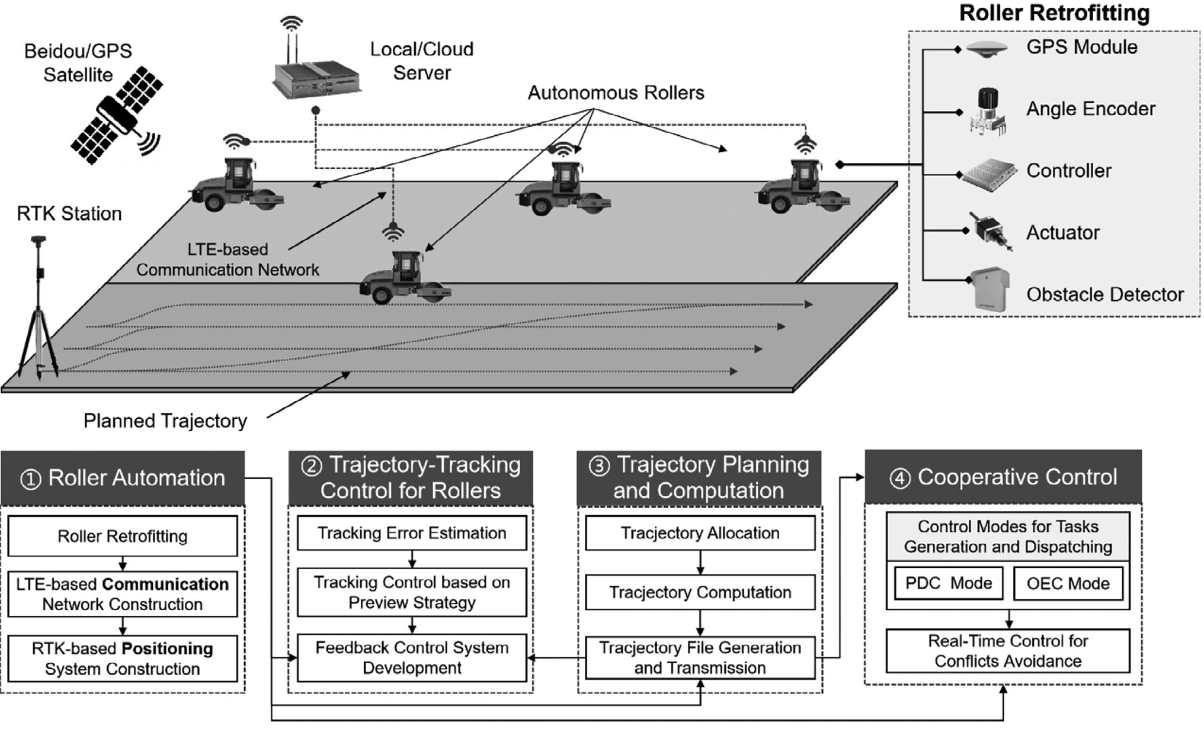 Roller Retrofitting
Beidou/GPS
Satellite
Local/Cloud
Server
GPS Module
Autonomous Rollers
Angle Encoder
Controller
RTK Station
Actuator
LTE-based
Communication Network
Obstacle Detector
Planned Trajectory
① Roller Automation
Roller Retrofitting
LTE-based Communication
Network Construction
RTK-based Positioning
System Construction
② Trajectory-Tracking
Control for Rollers
Tracking Error Estimation
Tracking Control based on
Preview Strategy
Feedback Control System
Development
③ Trajectory Planning
and Computation
Tracjectory Allocation
Tracjectory Computation
Tracjectory File Generation
and Transmission
④ Cooperative Control
Control Modes for Tasks
Generation and Dispatching
PDC Mode
OEC Mode
Real-Time Control for
Conflicts Avoidance